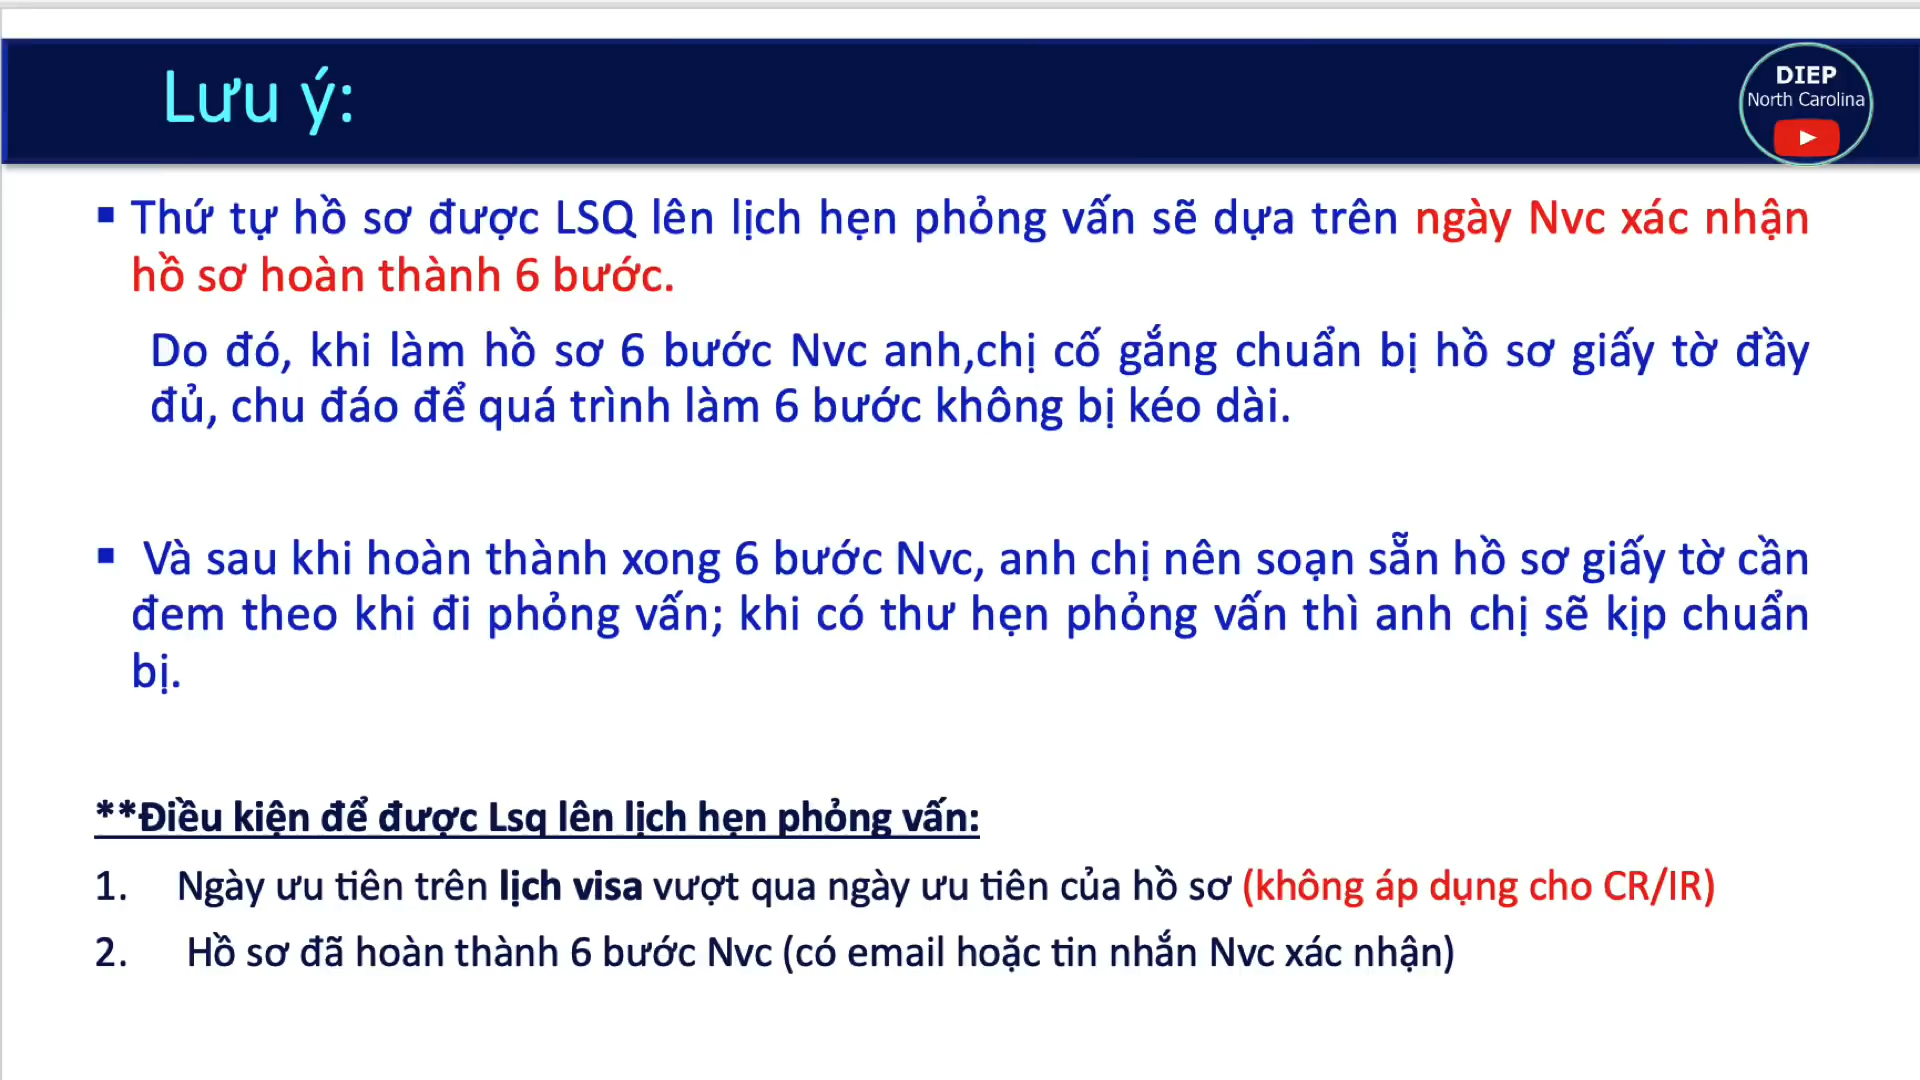 Lưu ý:
DIEP
North Carolina
▪ Thứ tự hồ sơ được LSQ lên lịch hẹn phỏng vấn sẽ dựa trên ngày Nvc xác nhận
hồ sơ hoàn thành 6 bước.
Do đó, khi làm hồ sơ 6 bước Nvc anh,chị cố gắng chuẩn bị hồ sơ giấy tờ đầy
đủ, chu đáo để quá trình làm 6 bước không bị kéo dài.
▪ Và sau khi hoàn thành xong 6 bước Nvc, anh chị nên soạn sẵn hồ sơ giấy tờ cần
đem theo khi đi phỏng vấn; khi có thư hẹn phỏng vấn thì anh chị sẽ kịp chuẩn
bị.
**Điều kiện để được Lsq lên lịch hẹn phỏng vấn:
1. Ngày ưu tiên trên lịch visa vượt qua ngày ưu tiên của hồ sơ (không áp dụng cho CR/IR)
2. Hồ sơ đã hoàn thành 6 bước Nvc (có email hoặc tin nhắn Nvc xác nhận)